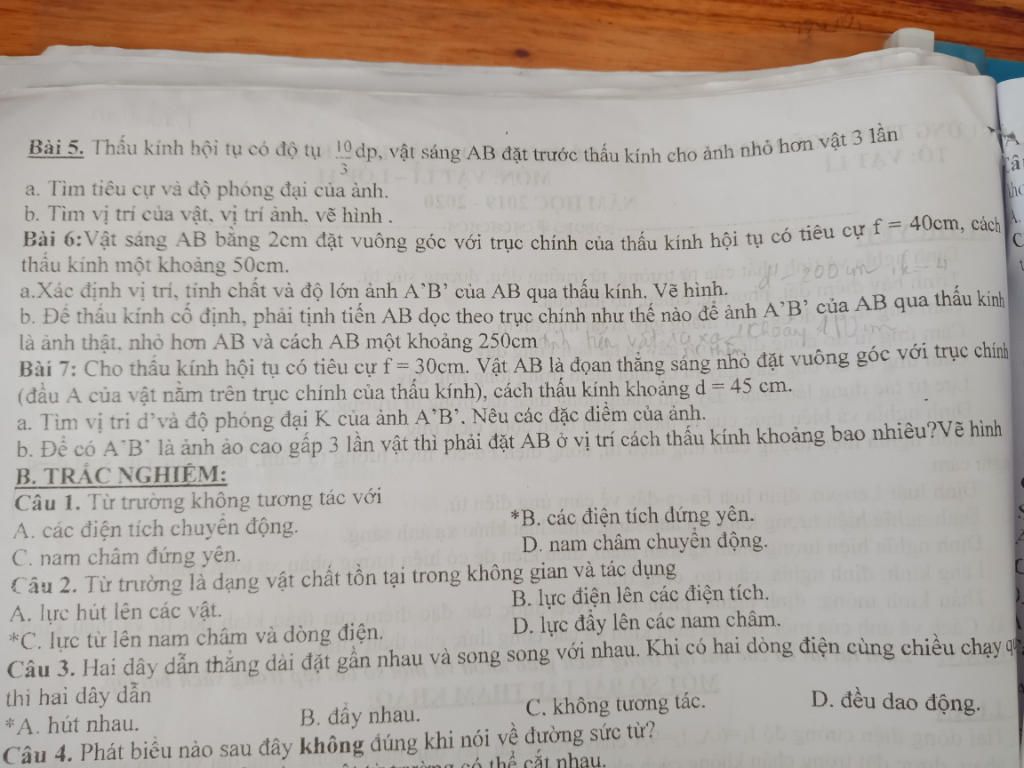 Bài 5. Thấu kính hội tụ có độ tụ 10/3 dp, vật sáng AB đặt trước thấu kính cho ảnh nhỏ hơn vật 3 lần
a. Tìm tiêu cự và độ phóng đại của ảnh.
b. Tìm vị trí của vật, vị trí ảnh. vẽ hình .
Bài 6:Vật sáng AB bằng 2cm đặt vuông góc với trục chính của thấu kính hội tụ có tiêu cự f = 40cm, cách
thấu kính một khoảng 50cm.
a.Xác định vị trí, tính chất và độ lớn ảnh A'B' của AB qua thấu kính. Vẽ hình.
b. Để thấu kính cố định, phải tịnh tiến AB dọc theo trục chính như thế nào để ảnh A'B' của AB qua thấu kính
là ảnh thật, nhỏ hơn AB và cách AB một khoảng 250cm
Bài 7: Cho thấu kính hội tụ có tiêu cự f = 30cm. Vật AB là đọan thẳng sáng nhỏ đặt vuông góc với trục chính
(đầu A của vật nằm trên trục chính của thấu kính), cách thấu kính khoảng d = 45 cm.
a. Tìm vị trí d'và độ phóng đại K của ảnh A'B'. Nêu các đặc điểm của ảnh.
b. Để có A'B' là ảnh ảo cao gấp 3 lần vật thì phải đặt AB ở vị trí cách thấu kính khoảng bao nhiêu?Vẽ hình
B. TRẮC NGHIỆM:
Câu 1. Từ trường không tương tác với
A. các điện tích chuyển động.
*B. các điện tích đứng yên.
C. nam châm đứng yên.
D. nam châm chuyển động.
Câu 2. Từ trường là dạng vật chất tồn tại trong không gian và tác dụng
A. lực hút lên các vật.
B. lực điện lên các điện tích.
*C. lực từ lên nam châm và dòng điện.
D. lực đẩy lên các nam châm.
Câu 3. Hai dây dẫn thẳng dài đặt gần nhau và song song với nhau. Khi có hai dòng điện cùng chiều chạy
thì hai dây dẫn
*A. hút nhau.
B. đẩy nhau.
C. không tương tác.
D. đều dao động.
Câu 4. Phát biểu nào sau đây không đúng khi nói về đường sức từ?
có thể cắt nhau.